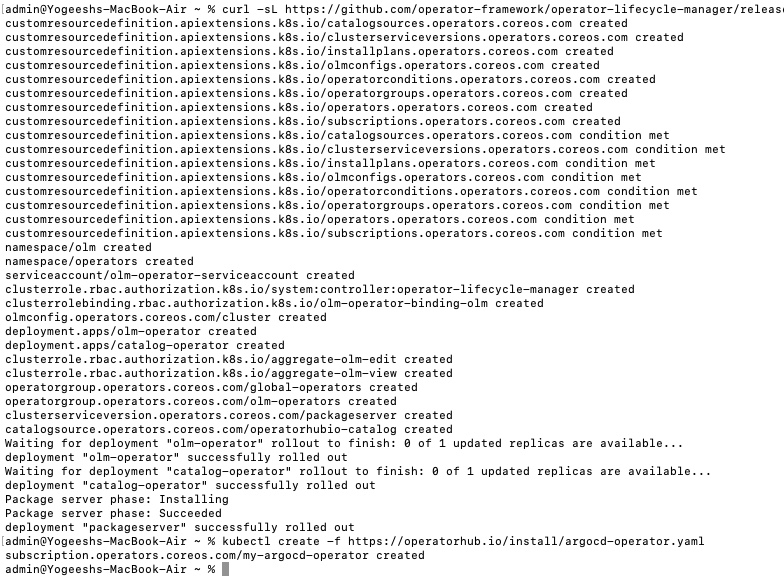 [admin@Yogeeshs-MacBook-Air ~ % curl -sL https://github.com/operator-framework/operator-lifecycle-manager/releas
customresourcedefinition.apiextensions.k8s.io/catalogsources.operators.coreos.com created
customresourcedefinition.apiextensions.k8s.io/clusterserviceversions.operators.coreos.com created
customresourcedefinition.apiextensions.k8s.io/installplans.operators.coreos.com created
customresourcedefinition.apiextensions.k8s.io/olmconfigs.operators.coreos.com created
customresourcedefinition.apiextensions.k8s.io/operatorconditions.operators.coreos.com created
customresourcedefinition.apiextensions.k8s.io/operatorgroups.operators.coreos.com created
customresourcedefinition.apiextensions.k8s.io/operators.operators.coreos.com created
customresourcedefinition.apiextensions.k8s.io/subscriptions.operators.coreos.com created
customresourcedefinition.apiextensions.k8s.io/catalogsources.operators.coreos.com condition met
customresourcedefinition.apiextensions.k8s.io/clusterserviceversions.operators.coreos.com condition met
customresourcedefinition.apiextensions.k8s.io/installplans.operators.coreos.com condition met
customresourcedefinition.apiextensions.k8s.io/olmconfigs.operators.coreos.com condition met
customresourcedefinition.apiextensions.k8s.io/operatorconditions.operators.coreos.com condition met
customresourcedefinition.apiextensions.k8s.io/operatorgroups.operators.coreos.com condition met
customresourcedefinition.apiextensions.k8s.io/operators.operators.coreos.com condition met
customresourcedefinition.apiextensions.k8s.io/subscriptions.operators.coreos.com condition met
namespace/olm created
namespace/operators created
serviceaccount/olm-operator-serviceaccount created
clusterrole.rbac.authorization.k8s.io/system:controller:operator-lifecycle-manager created
clusterrolebinding.rbac.authorization.k8s.io/olm-operator-binding-olm created
olmconfig.operators.coreos.com/cluster created
deployment.apps/olm-operator created
deployment.apps/catalog-operator created
clusterrole.rbac.authorization.k8s.io/aggregate-olm-edit created
clusterrole.rbac.authorization.k8s.io/aggregate-olm-view created
operatorgroup.operators.coreos.com/global-operators created
operatorgroup.operators.coreos.com/olm-operators created
clusterserviceversion.operators.coreos.com/packageserver created
catalogsource.operators.coreos.com/operatorhubio-catalog created
Waiting for deployment "olm-operator" rollout to finish: 0 of 1 updated replicas are available...
deployment "olm-operator" successfully rolled out
Waiting for deployment "catalog-operator" rollout to finish: 0 of 1 updated replicas are available...
deployment "catalog-operator" successfully rolled out
Package server phase: Installing
Package server phase: Succeeded
deployment "packageserver" successfully rolled out
[admin@Yogeeshs-MacBook-Air ~ % kubectl create -f https://operatorhub.io/install/argocd-operator.yaml
subscription.operators.coreos.com/my-argocd-operator created
admin@Yogeeshs-MacBook-Air ~ %